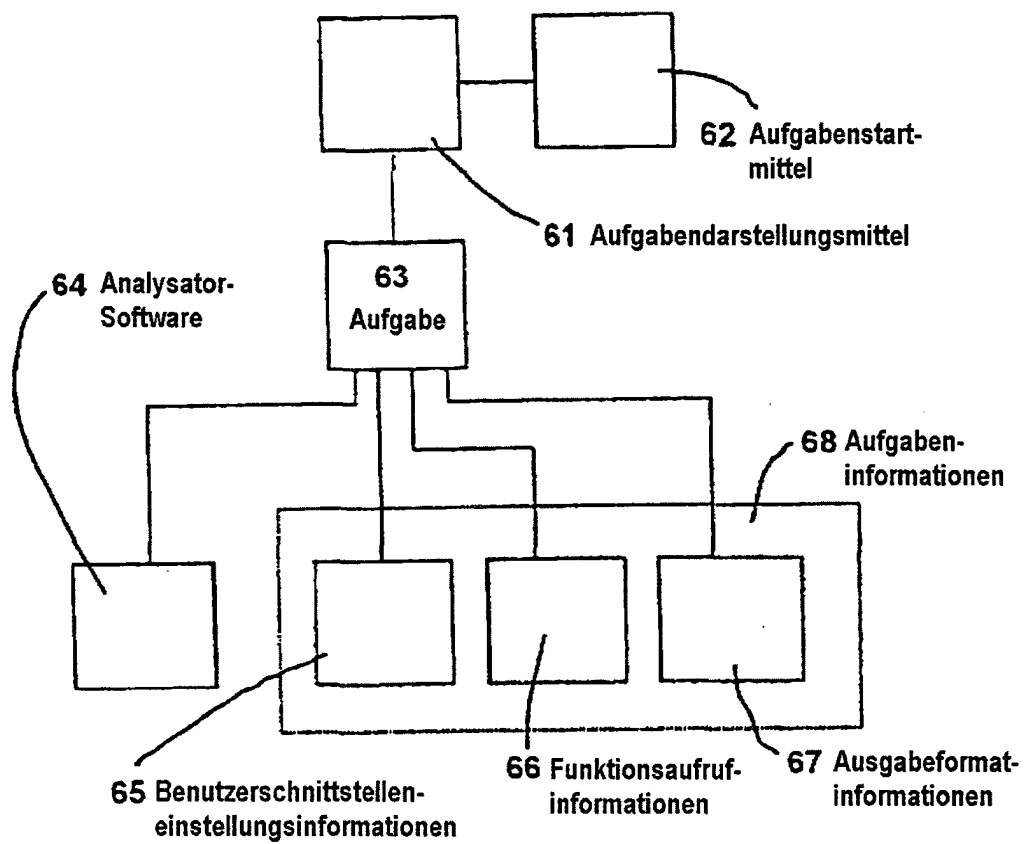 62 Aufgabenstart-
mittel
61 Aufgabendarstellungsmittel
63
Aufgabe
64 Analysator-
Software
68 Aufgaben-
informationen
65 Benutzerschnittstellen-
einstellungsinformationen
66 Funktionsaufruf-
informationen
67 Ausgabeformat-
informationen